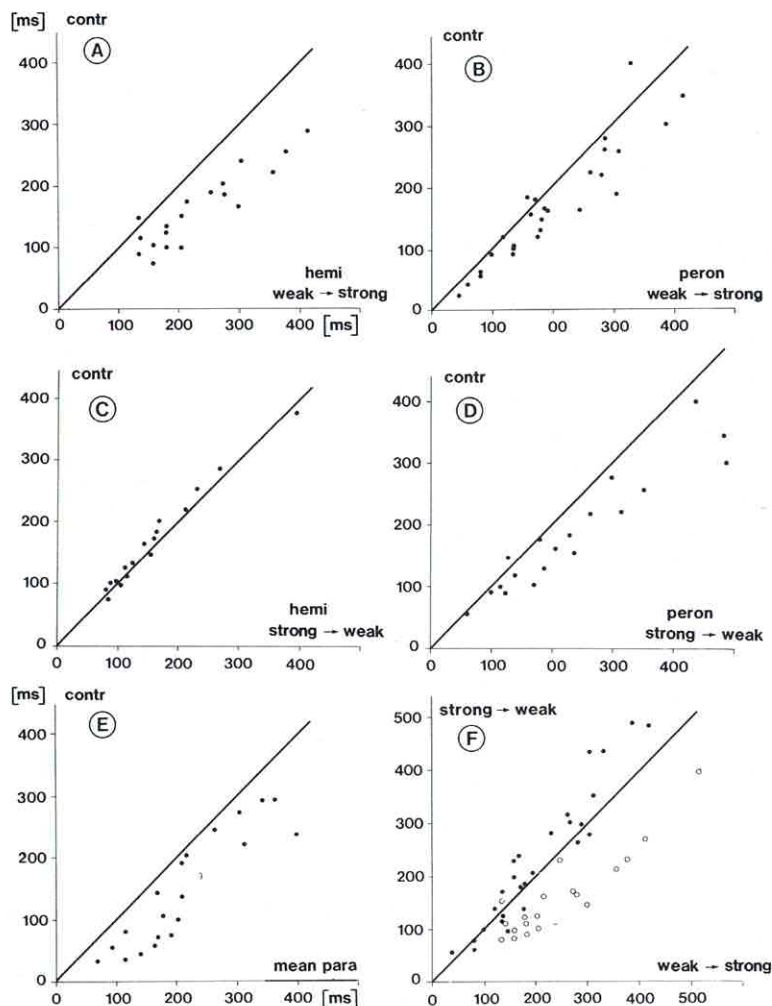 [ms] contr
A
400
300
200
100
0
0 100 200 300 400
[ms]
hemi
weak → strong
contr
B
400
300
200
100
0
0 100 00 300 400
peron
weak → strong
contr
C
400
300
200
100
0
0 100 200 300 400
hemi
strong → weak
contr
D
400
300
200
100
0
0 100 00 300 400
peron
strong → weak
[ms] contr
E
400
300
200
100
0
0 100 200 300 400
mean para
[ms]
strong → weak
F
500
400
300
200
100
0
0 100 200 300 400 500
weak → strong